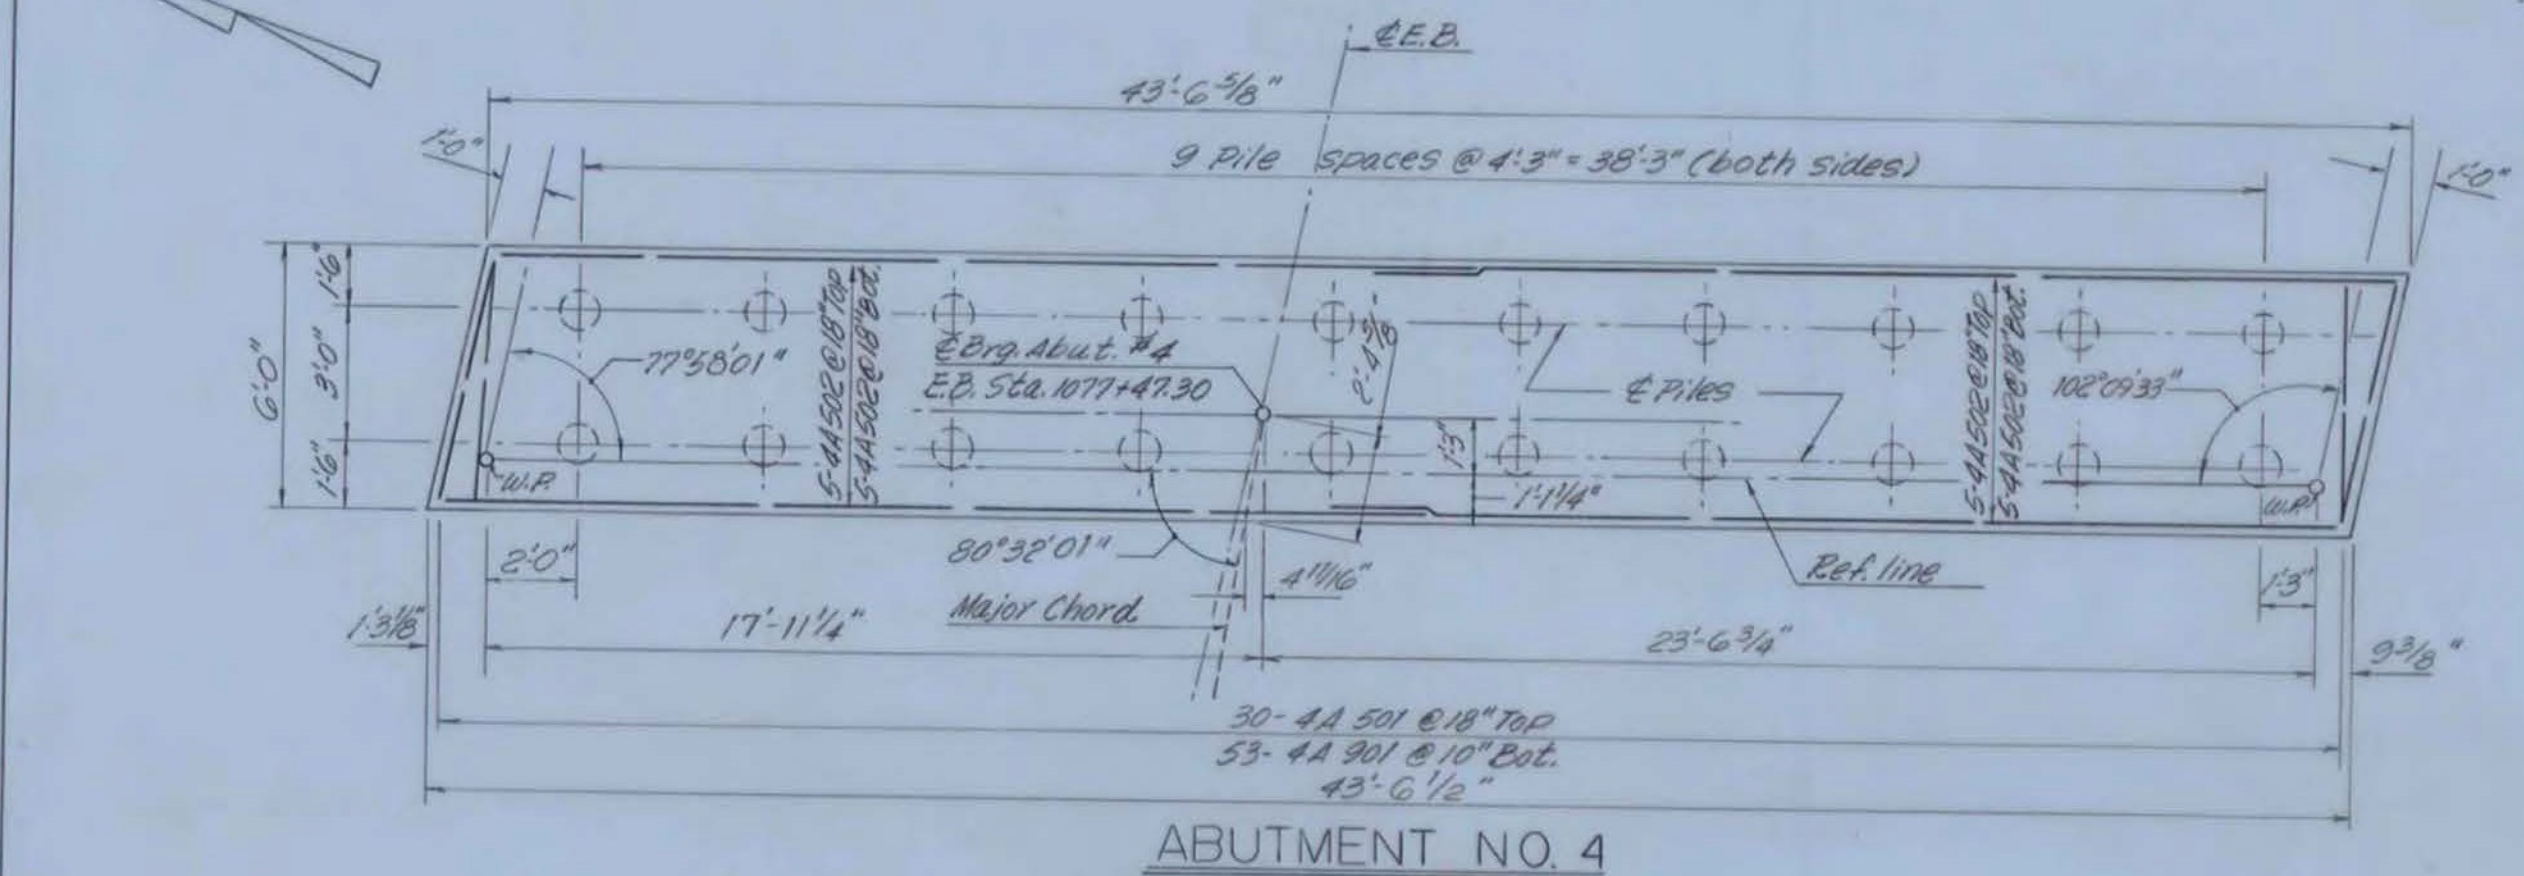 ℄ E.B.
43'-6 5/8"
1'-0"
9 Pile spaces @ 4'-3" = 38'-3" (both sides)
1'-0"
1'-6"
3'-0"
1'-6"
6'-0"
77°58'01"
5-4A502@18"Top
5-4A502@18"Bot.
℄ Brg. Abut. #4
E.B. Sta. 1077+47.30
2'-4 5/8"
℄ Piles
5-4A502@18"Top
5-4A502@18"Bot.
102°09'33"
W.P.
1'-3"
1'-1 1/4"
W.P.
2'-0"
80°32'01"
4 11/16"
Ref. line
1'-3"
1'-3 1/8"
17'-11 1/4"
Major Chord
23'-6 3/4"
9 3/8"
30-4A 501 @ 18" Top
53-4A 901 @ 10" Bot.
43'-6 1/2"
ABUTMENT NO. 4